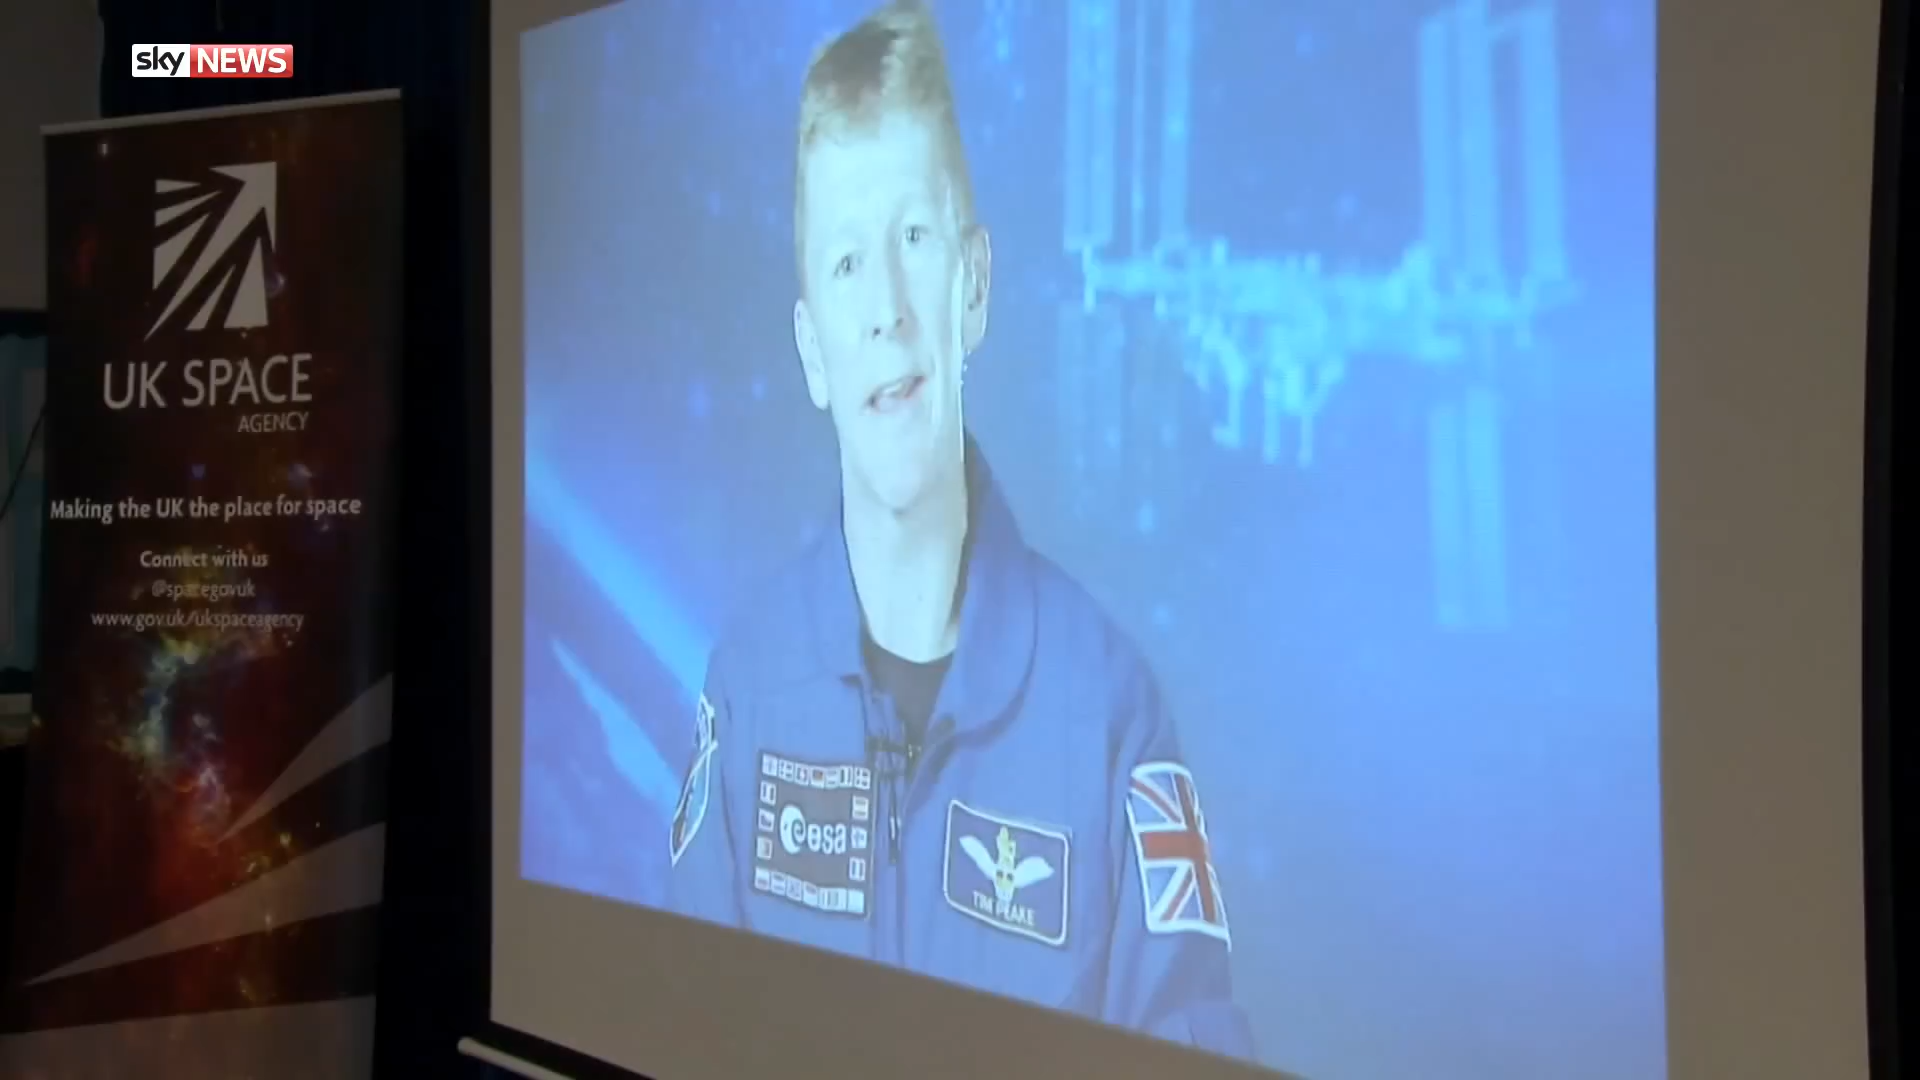 sky NEWS
UK SPACE
AGENCY
Making the UK the place for space
Connect with us
@spacegovuk
www.gov.uk/ukspaceagency
esa
TIM PEAKE